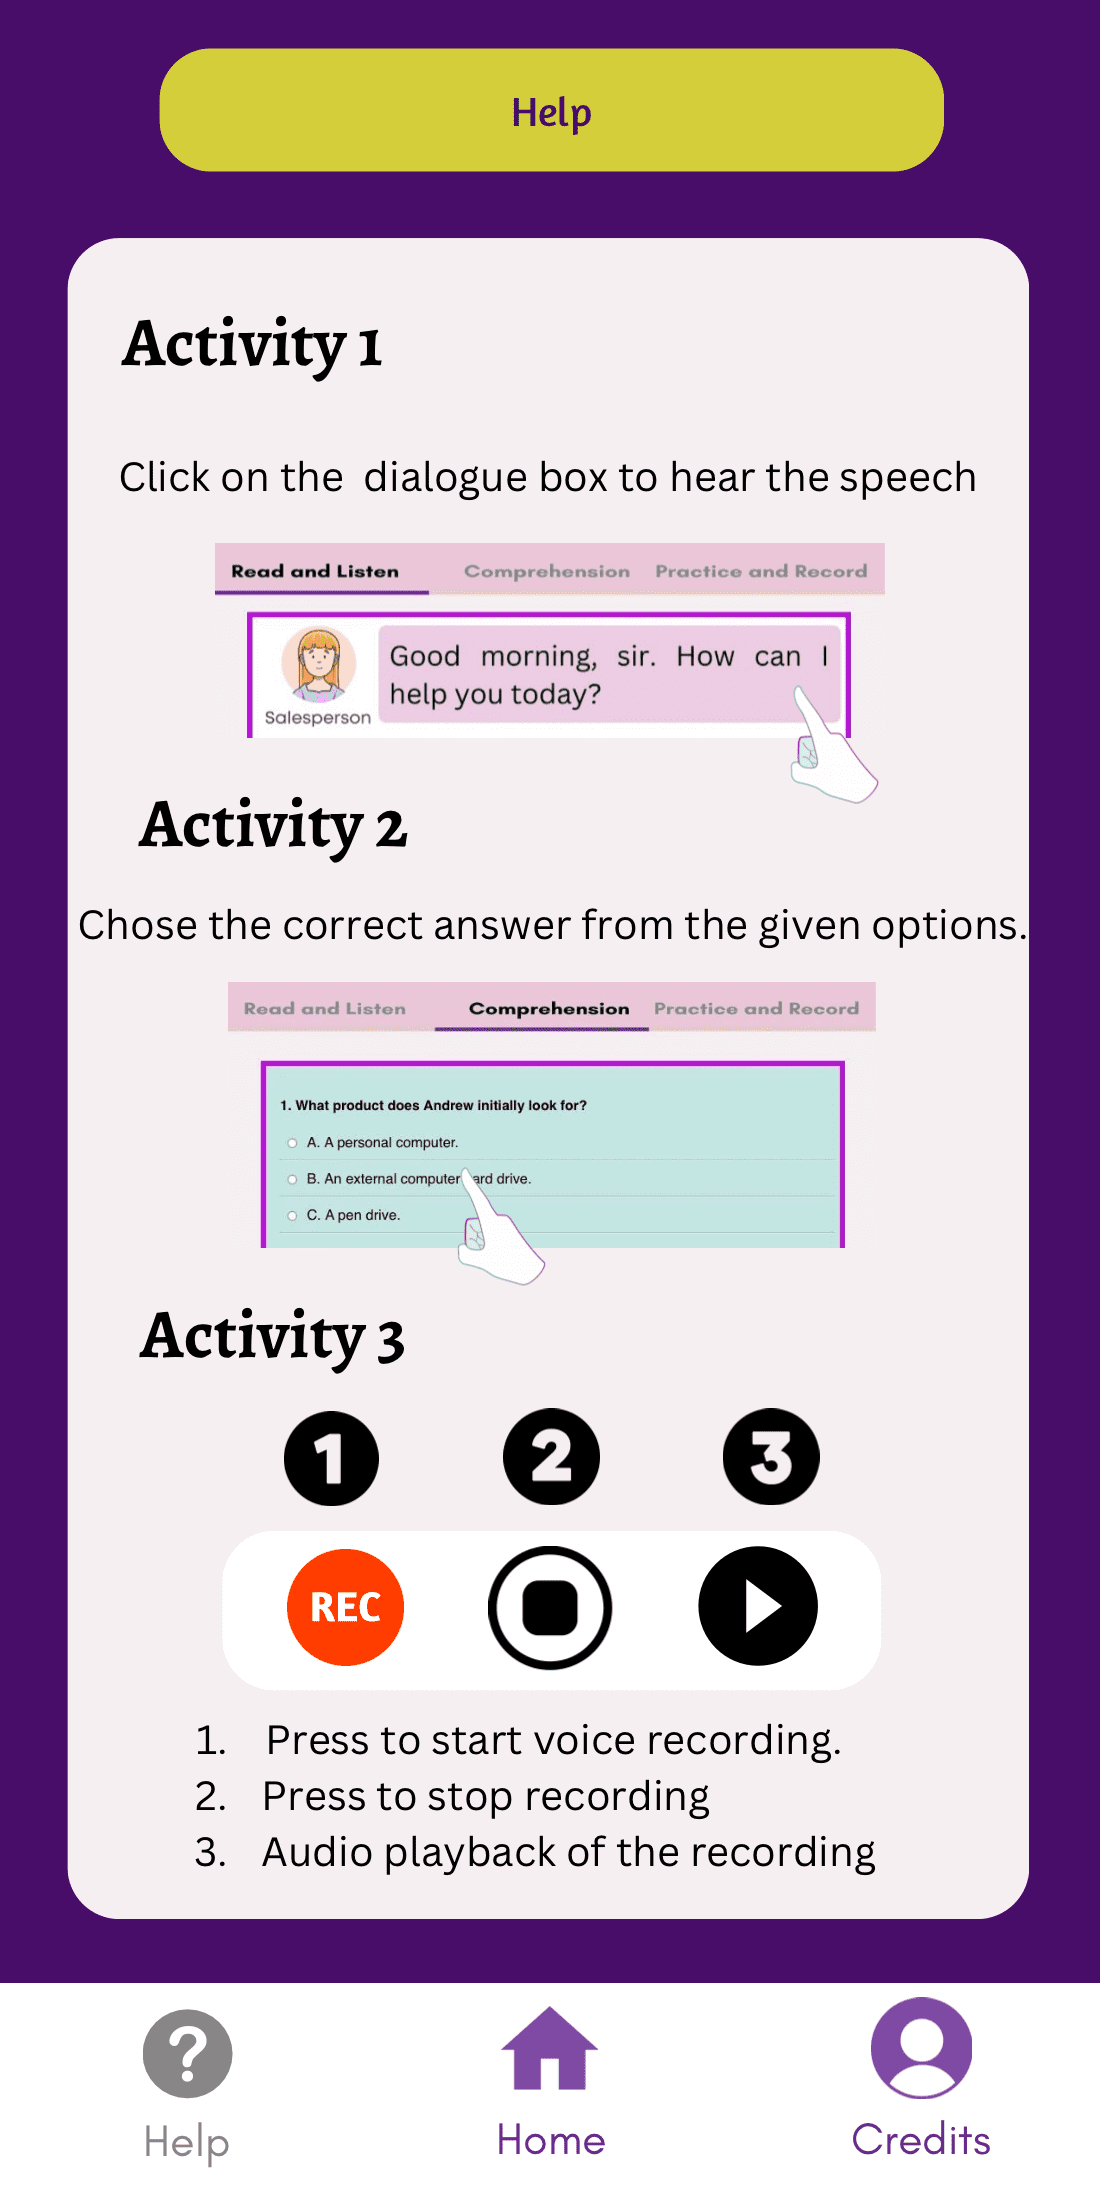 Help
Activity 1
Click on the dialogue box to hear the speech
Read and Listen Comprehension Practice and Record
Good morning, sir. How can I
help you today?
Salesperson
Activity 2
Chose the correct answer from the given options.
Read and Listen Comprehension Practice and Record
1. What product does Andrew initially look for?
A. A personal computer.
B. An external computer ard drive.
C. A pen drive.
Activity 3
1 2 3
REC
1. Press to start voice recording.
2. Press to stop recording
3. Audio playback of the recording
?
Help Home Credits